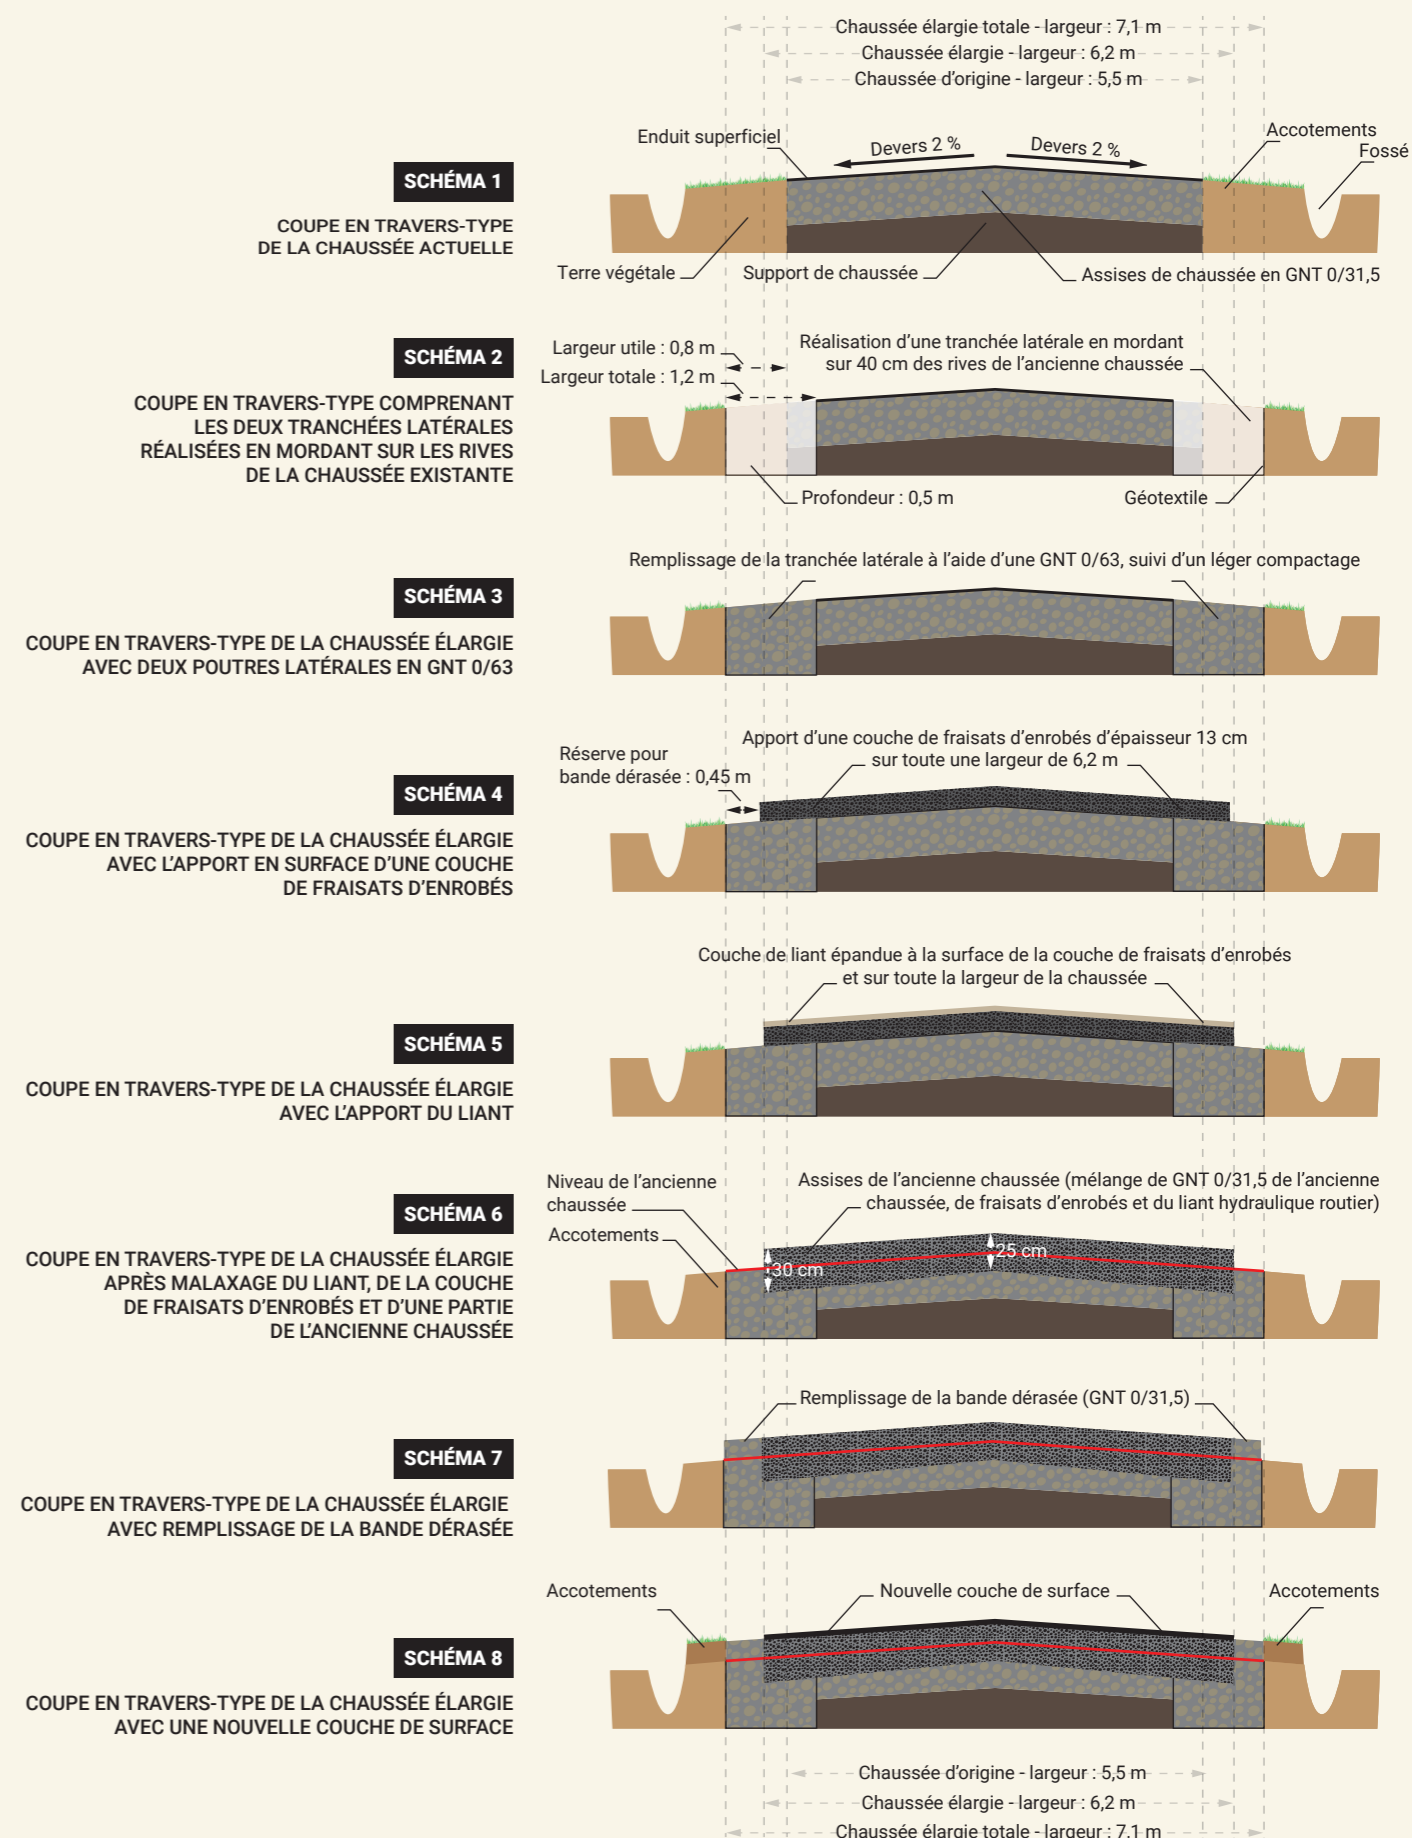 Chaussée élargie totale - largeur : 7,1 m
Chaussée élargie - largeur : 6,2 m
Chaussée d'origine - largeur : 5,5 m
Enduit superficiel
Devers 2 %
Devers 2 %
Accotements
Fossé
SCHÉMA 1
COUPE EN TRAVERS-TYPE
DE LA CHAUSSÉE ACTUELLE
Terre végétale
Support de chaussée
Assises de chaussée en GNT 0/31,5
SCHÉMA 2
COUPE EN TRAVERS-TYPE COMPRENANT
LES DEUX TRANCHÉES LATÉRALES
RÉALISÉES EN MORDANT SUR LES RIVES
DE LA CHAUSSÉE EXISTANTE
Largeur utile : 0,8 m
Largeur totale : 1,2 m
Réalisation d'une tranchée latérale en mordant
sur 40 cm des rives de l'ancienne chaussée
Profondeur : 0,5 m
Géotextile
Remplissage de la tranchée latérale à l'aide d'une GNT 0/63, suivi d'un léger compactage
SCHÉMA 3
COUPE EN TRAVERS-TYPE DE LA CHAUSSÉE ÉLARGIE
AVEC DEUX POUTRES LATÉRALES EN GNT 0/63
Réserve pour
bande dérasée : 0,45 m
Apport d'une couche de fraisats d'enrobés d'épaisseur 13 cm
sur toute une largeur de 6,2 m
SCHÉMA 4
COUPE EN TRAVERS-TYPE DE LA CHAUSSÉE ÉLARGIE
AVEC L'APPORT EN SURFACE D'UNE COUCHE
DE FRAISATS D'ENROBÉS
Couche de liant épandue à la surface de la couche de fraisats d'enrobés
et sur toute la largeur de la chaussée
SCHÉMA 5
COUPE EN TRAVERS-TYPE DE LA CHAUSSÉE ÉLARGIE
AVEC L'APPORT DU LIANT
Niveau de l'ancienne
chaussée
Accotements
Assises de l'ancienne chaussée (mélange de GNT 0/31,5 de l'ancienne
chaussée, de fraisats d'enrobés et du liant hydraulique routier)
30 cm
25 cm
SCHÉMA 6
COUPE EN TRAVERS-TYPE DE LA CHAUSSÉE ÉLARGIE
APRÈS MALAXAGE DU LIANT, DE LA COUCHE
DE FRAISATS D'ENROBÉS ET D'UNE PARTIE
DE L'ANCIENNE CHAUSSÉE
Remplissage de la bande dérasée (GNT 0/31,5)
SCHÉMA 7
COUPE EN TRAVERS-TYPE DE LA CHAUSSÉE ÉLARGIE
AVEC REMPLISSAGE DE LA BANDE DÉRASÉE
Accotements
Nouvelle couche de surface
Accotements
SCHÉMA 8
COUPE EN TRAVERS-TYPE DE LA CHAUSSÉE ÉLARGIE
AVEC UNE NOUVELLE COUCHE DE SURFACE
Chaussée d'origine - largeur : 5,5 m
Chaussée élargie - largeur : 6,2 m
Chaussée élargie totale - largeur : 7,1 m